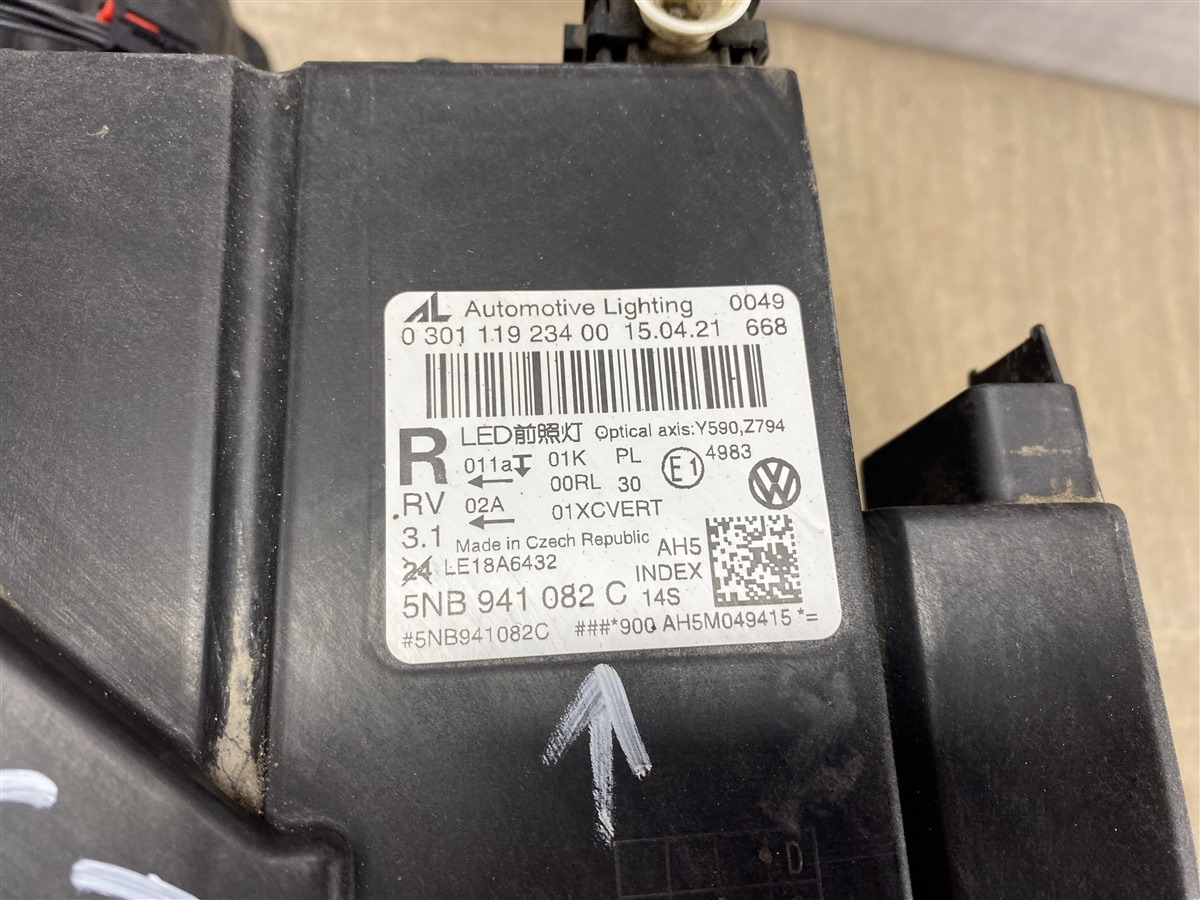 AL Automotive Lighting 0049
0 301 119 234 00 15.04.21 668
R LED前照灯 Optical axis:Y590,Z794
011a 01K PL E1 4983
00RL 30
RV 02A 01XCVERT
3.1 Made in Czech Republic AH5
24 LE18A6432 INDEX
5NB 941 082 C 14S
#5NB941082C ###*900 AH5M049415*=
D